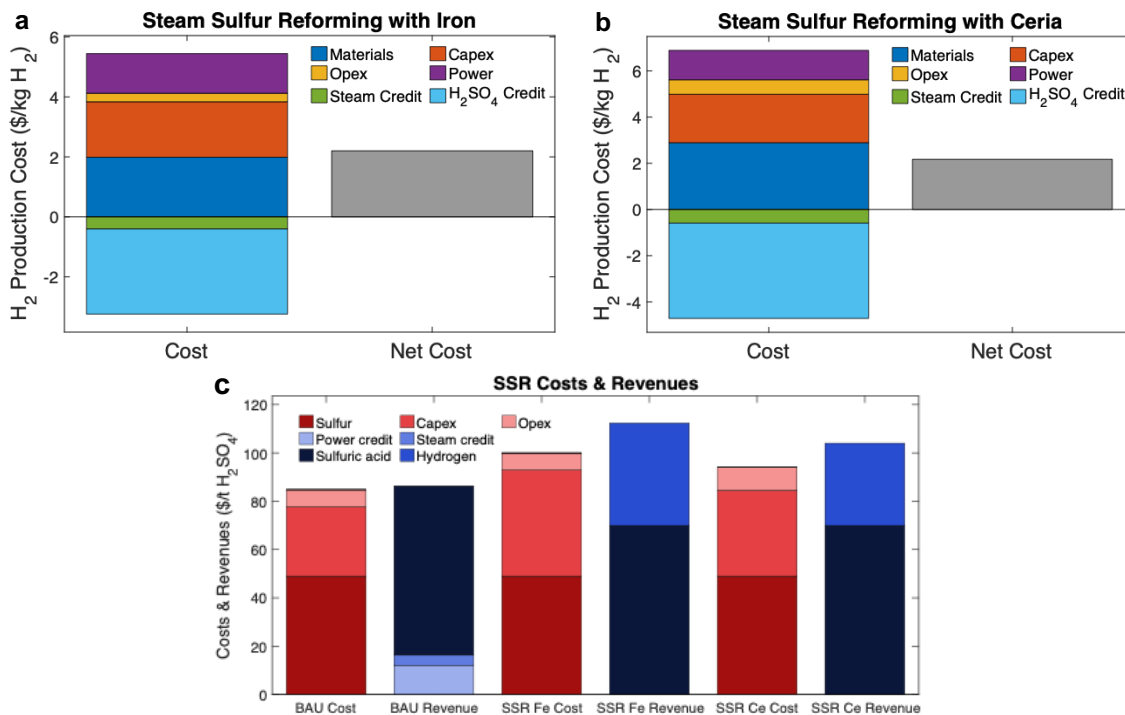 a
Steam Sulfur Reforming with Iron
H2 Production Cost ($/kg H2)
6
4
2
0
-2
Materials
Capex
Opex
Power
Steam Credit
H2SO4 Credit
Cost
Net Cost
b
Steam Sulfur Reforming with Ceria
H2 Production Cost ($/kg H2)
6
4
2
0
-2
-4
Materials
Capex
Opex
Power
Steam Credit
H2SO4 Credit
Cost
Net Cost
c
SSR Costs & Revenues
Costs & Revenues ($/t H2SO4)
120
100
80
60
40
20
0
Sulfur
Capex
Opex
Power credit
Steam credit
Sulfuric acid
Hydrogen
BAU Cost
BAU Revenue
SSR Fe Cost
SSR Fe Revenue
SSR Ce Cost
SSR Ce Revenue